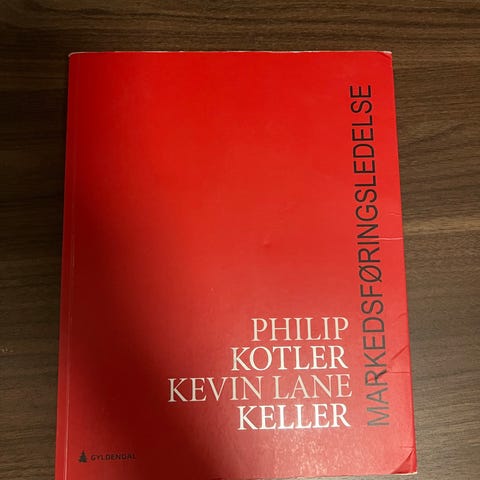 MARKEDSFØRINGSLEDELSE
PHILIP
KOTLER
KEVIN LANE
KELLER
GYLDENDAL